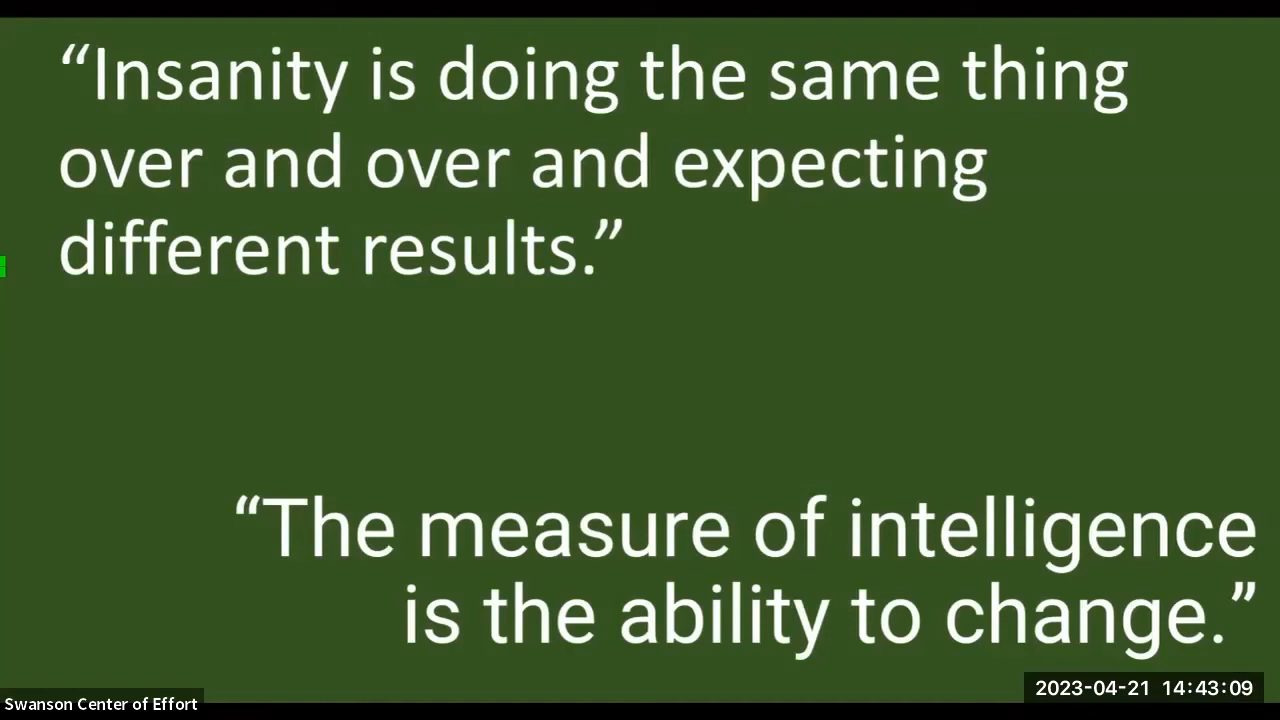 “Insanity is doing the same thing
over and over and expecting
different results.”
“The measure of intelligence
is the ability to change.”
Swanson Center of Effort
2023-04-21 14:43:09